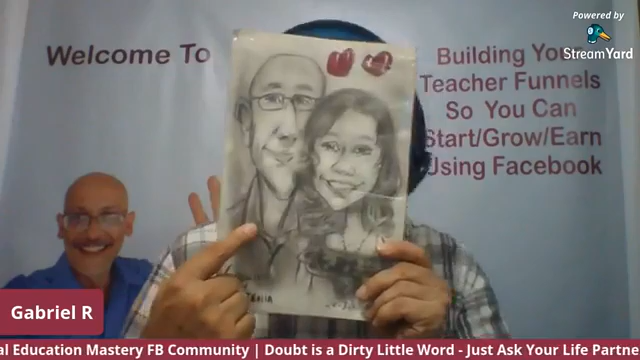 Powered by
StreamYard
Welcome To
Building Your
Teacher Funnels
So You Can
Start/Grow/Earn
Using Facebook
Gabriel R
al Education Mastery FB Community | Doubt is a Dirty Little Word - Just Ask Your Life Partne